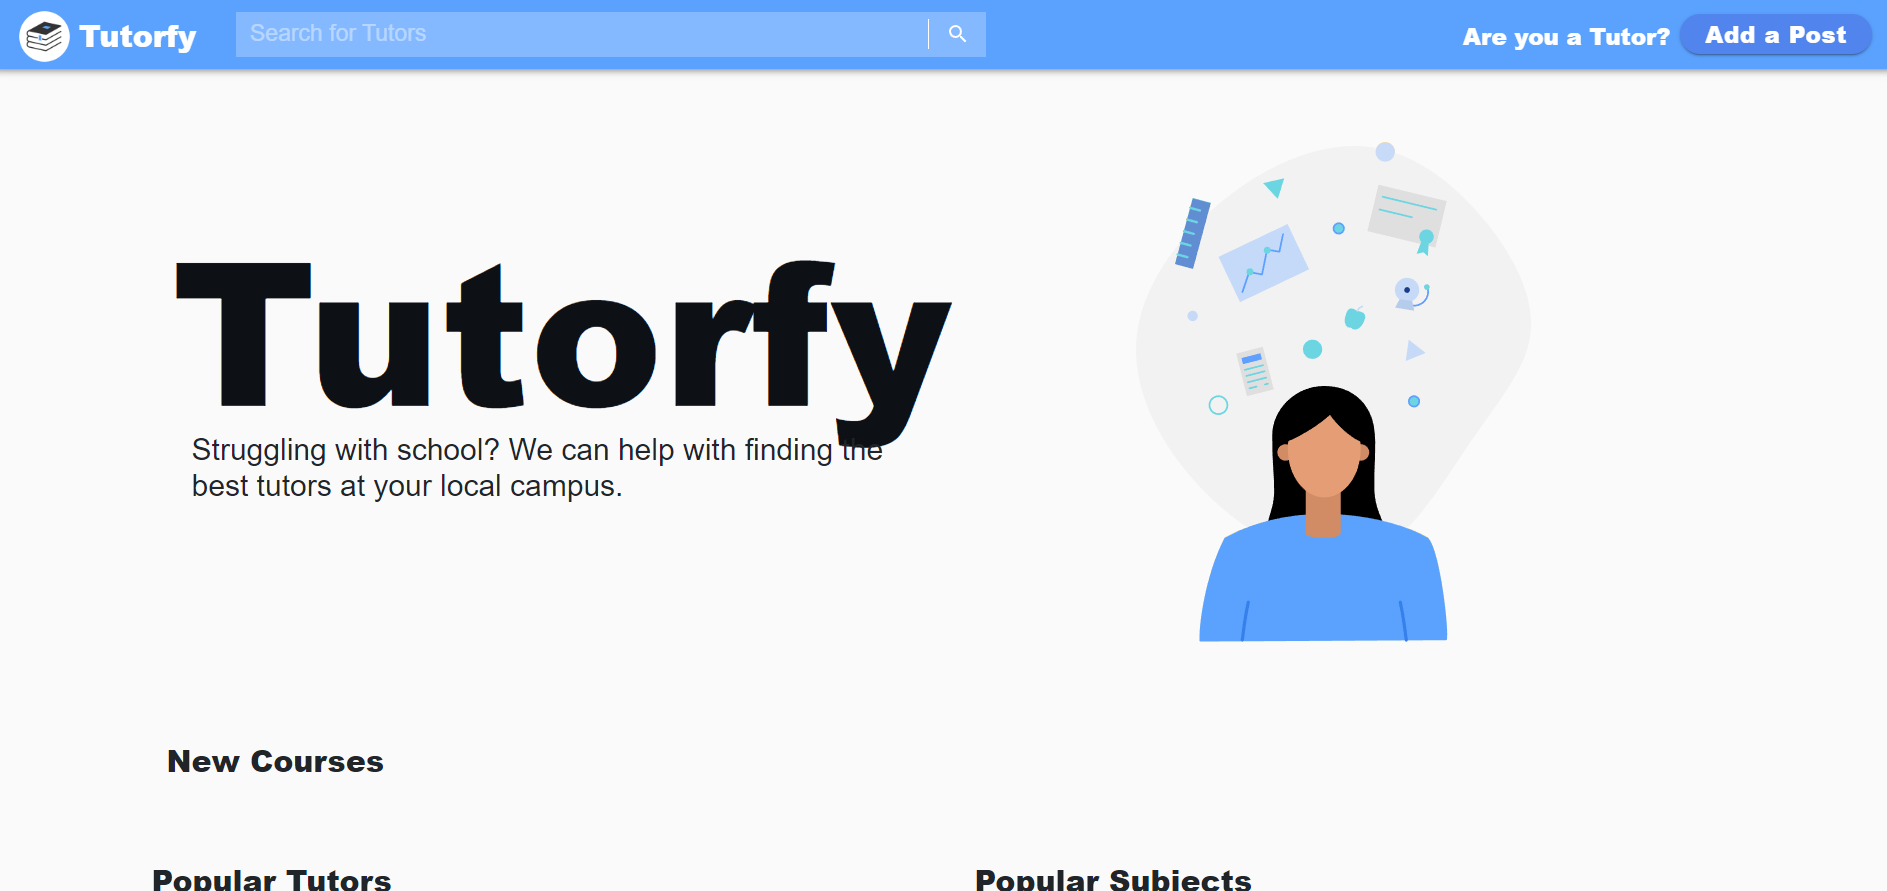 Tutorfy
Search for Tutors
Are you a Tutor?
Add a Post
Tutorfy
Struggling with school? We can help with finding the
best tutors at your local campus.
New Courses
Popular Tutors
Popular Subjects